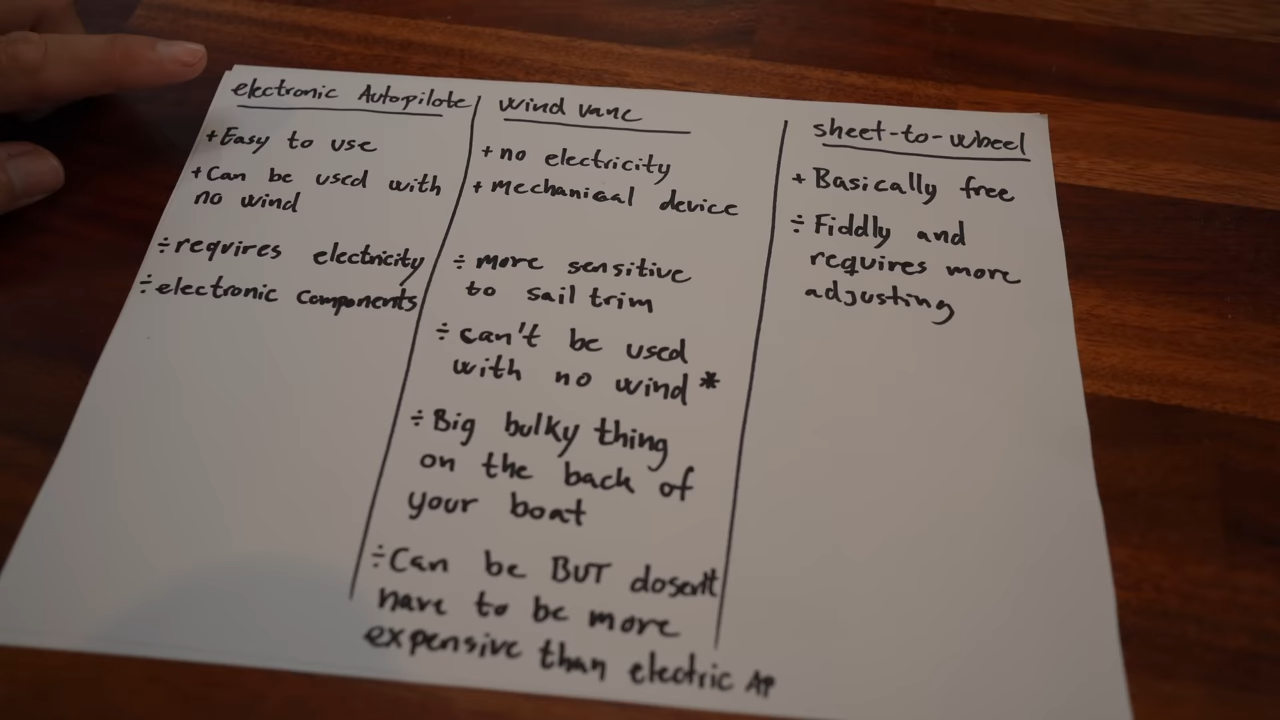 electronic Autopilote
+Easy to use
+Can be used with
no wind
÷requires electricity
÷electronic components
wind vane
+no electricity
+mechanical device
÷more sensitive
to sail trim
÷can't be used
with no wind*
÷Big bulky thing
on the back of
your boat
÷Can be BUT dosen't
have to be more
expensive than electric AP
sheet-to-wheel
+Basically free
÷Fiddly and
requires more
adjusting